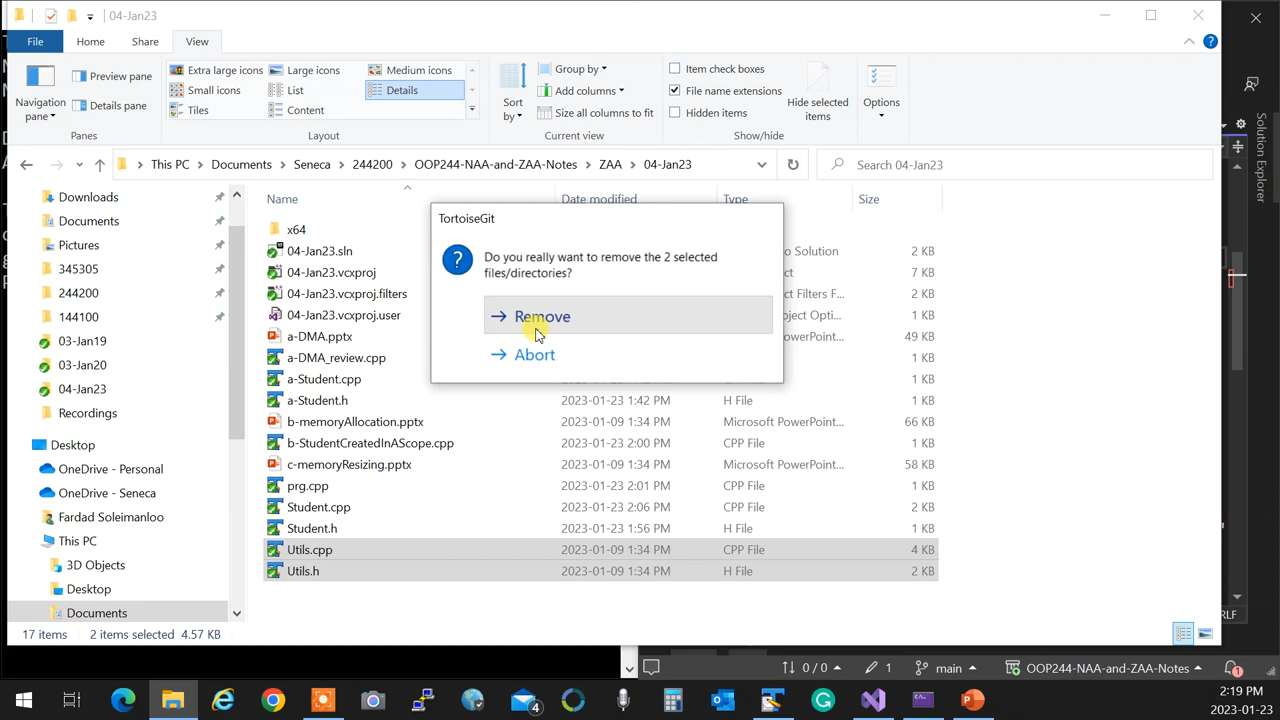 04-Jan23
File
Home
Share
View
Navigation pane
Preview pane
Details pane
Panes
Extra large icons
Large icons
Medium icons
Small icons
List
Details
Tiles
Content
Layout
Sort by
Group by
Add columns
Size all columns to fit
Current view
Item check boxes
File name extensions
Hidden items
Hide selected items
Show/hide
Options
This PC > Documents > Seneca > 244200 > OOP244-NAA-and-ZAA-Notes > ZAA > 04-Jan23
Search 04-Jan23
Downloads
Documents
Pictures
345305
244200
144100
03-Jan19
03-Jan20
04-Jan23
Recordings
Desktop
OneDrive - Personal
OneDrive - Seneca
Fardad Soleimanloo
This PC
3D Objects
Desktop
Documents
Name Date modified Type Size
x64
04-Jan23.sln o Solution 2 KB
04-Jan23.vcxproj ct 7 KB
04-Jan23.vcxproj.filters ct Filters F... 2 KB
04-Jan23.vcxproj.user ct Project Opti... 1 KB
a-DMA.pptx Microsoft PowerPoint... 49 KB
a-DMA_review.cpp 1 KB
a-Student.cpp 1 KB
a-Student.h 2023-01-23 1:42 PM H File 1 KB
b-memoryAllocation.pptx 2023-01-09 1:34 PM Microsoft PowerPoint... 66 KB
b-StudentCreatedInAScope.cpp 2023-01-23 2:00 PM CPP File 1 KB
c-memoryResizing.pptx 2023-01-09 1:34 PM Microsoft PowerPoint... 58 KB
prg.cpp 2023-01-23 2:01 PM CPP File 1 KB
Student.cpp 2023-01-23 2:06 PM CPP File 2 KB
Student.h 2023-01-23 1:56 PM H File 1 KB
Utils.cpp 2023-01-09 1:34 PM CPP File 4 KB
Utils.h 2023-01-09 1:34 PM H File 2 KB
TortoiseGit
Do you really want to remove the 2 selected
files/directories?
Remove
Abort
17 items 2 items selected 4.57 KB
Solution Explorer
RLF
0 / 0
1
main
OOP244-NAA-and-ZAA-Notes
1
4
2:19 PM
2023-01-23